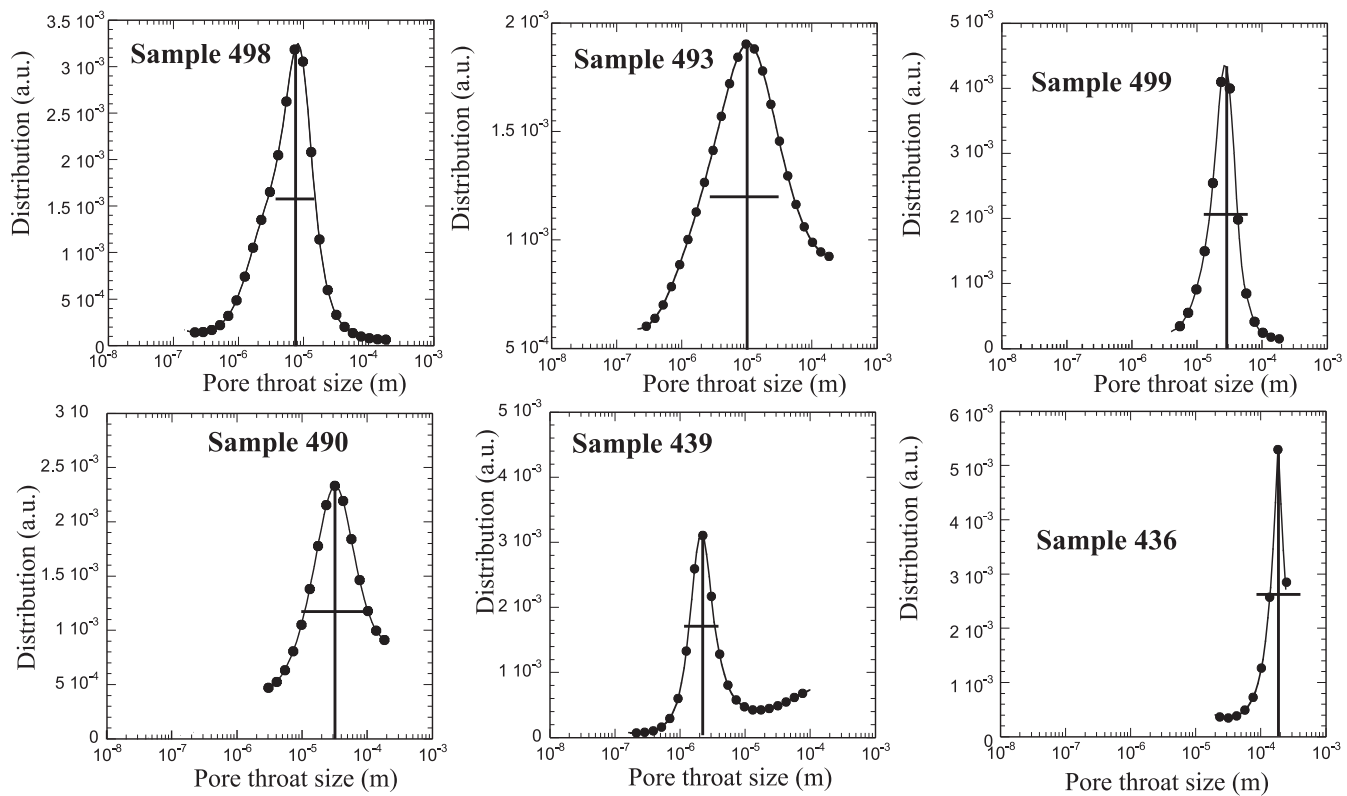 Sample 498
Distribution (a.u.)
3.5 10⁻³
3 10⁻³
2.5 10⁻³
2 10⁻³
1.5 10⁻³
1 10⁻³
5 10⁻⁴
0
10⁻⁸ 10⁻⁷ 10⁻⁶ 10⁻⁵ 10⁻⁴ 10⁻³
Pore throat size (m)
Sample 493
Distribution (a.u.)
2 10⁻³
1.5 10⁻³
1 10⁻³
5 10⁻⁴
10⁻⁸ 10⁻⁷ 10⁻⁶ 10⁻⁵ 10⁻⁴ 10⁻³
Pore throat size (m)
Sample 499
Distribution (a.u.)
5 10⁻³
4 10⁻³
3 10⁻³
2 10⁻³
1 10⁻³
0
10⁻⁸ 10⁻⁷ 10⁻⁶ 10⁻⁵ 10⁻⁴ 10⁻³
Pore throat size (m)
Sample 490
Distribution (a.u.)
3 10
2.5 10⁻³
2 10⁻³
1.5 10⁻³
1 10⁻³
5 10⁻⁴
0
10⁻⁸ 10⁻⁷ 10⁻⁶ 10⁻⁵ 10⁻⁴ 10⁻³
Pore throat size (m)
Sample 439
Distribution (a.u.)
5 10⁻³
4 10⁻³
3 10⁻³
2 10⁻³
1 10⁻³
0
10⁻⁸ 10⁻⁷ 10⁻⁶ 10⁻⁵ 10⁻⁴ 10⁻³
Pore throat size (m)
Sample 436
Distribution (a.u.)
6 10⁻³
5 10⁻³
4 10⁻³
3 10⁻³
2 10⁻³
1 10⁻³
0
10⁻⁸ 10⁻⁷ 10⁻⁶ 10⁻⁵ 10⁻⁴ 10⁻³
Pore throat size (m)